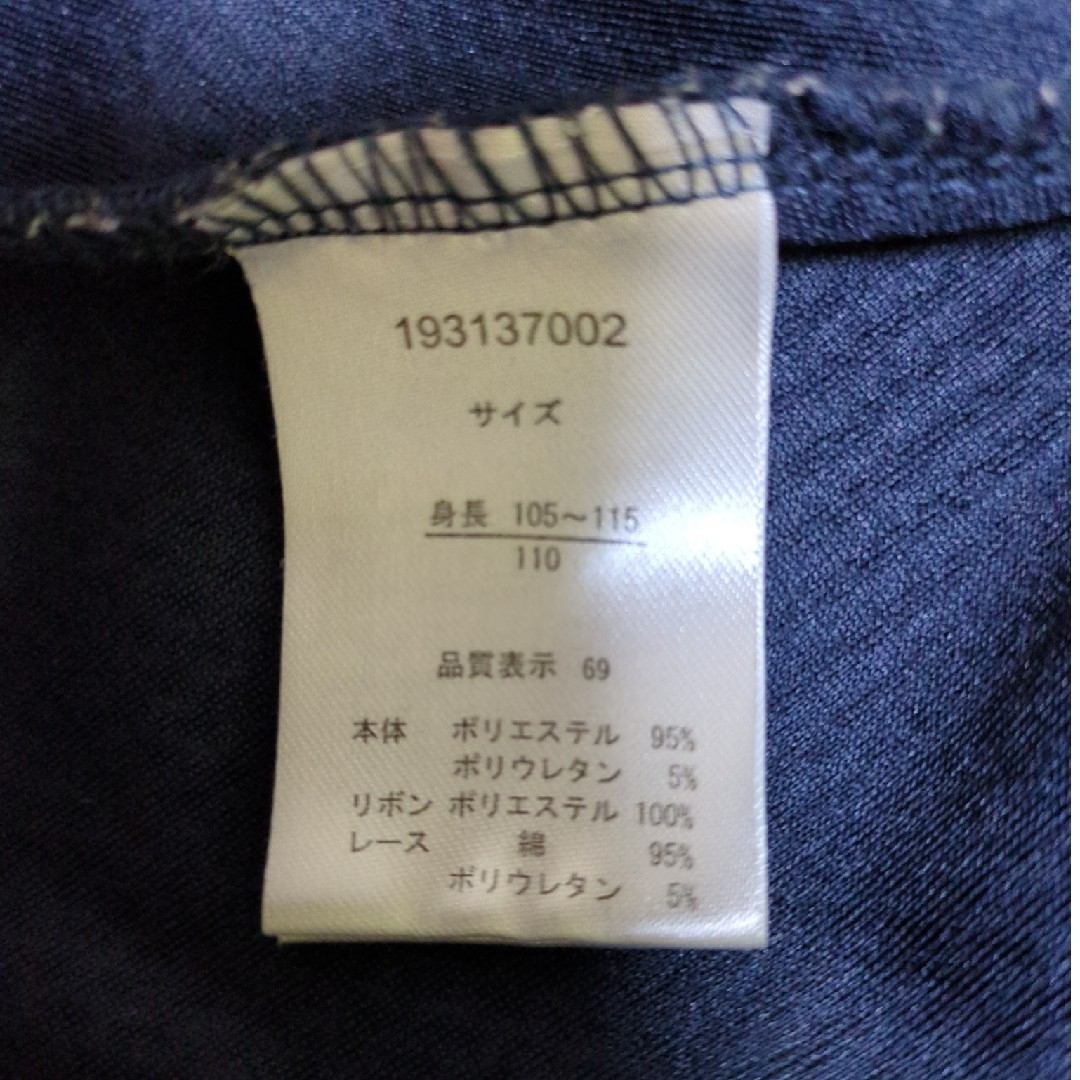 193137002
サイズ
身長 105～115
110
品質表示 69
本体 ポリエステル 95%
ポリウレタン 5%
リボン ポリエステル 100%
レース 綿 95%
ポリウレタン 5%